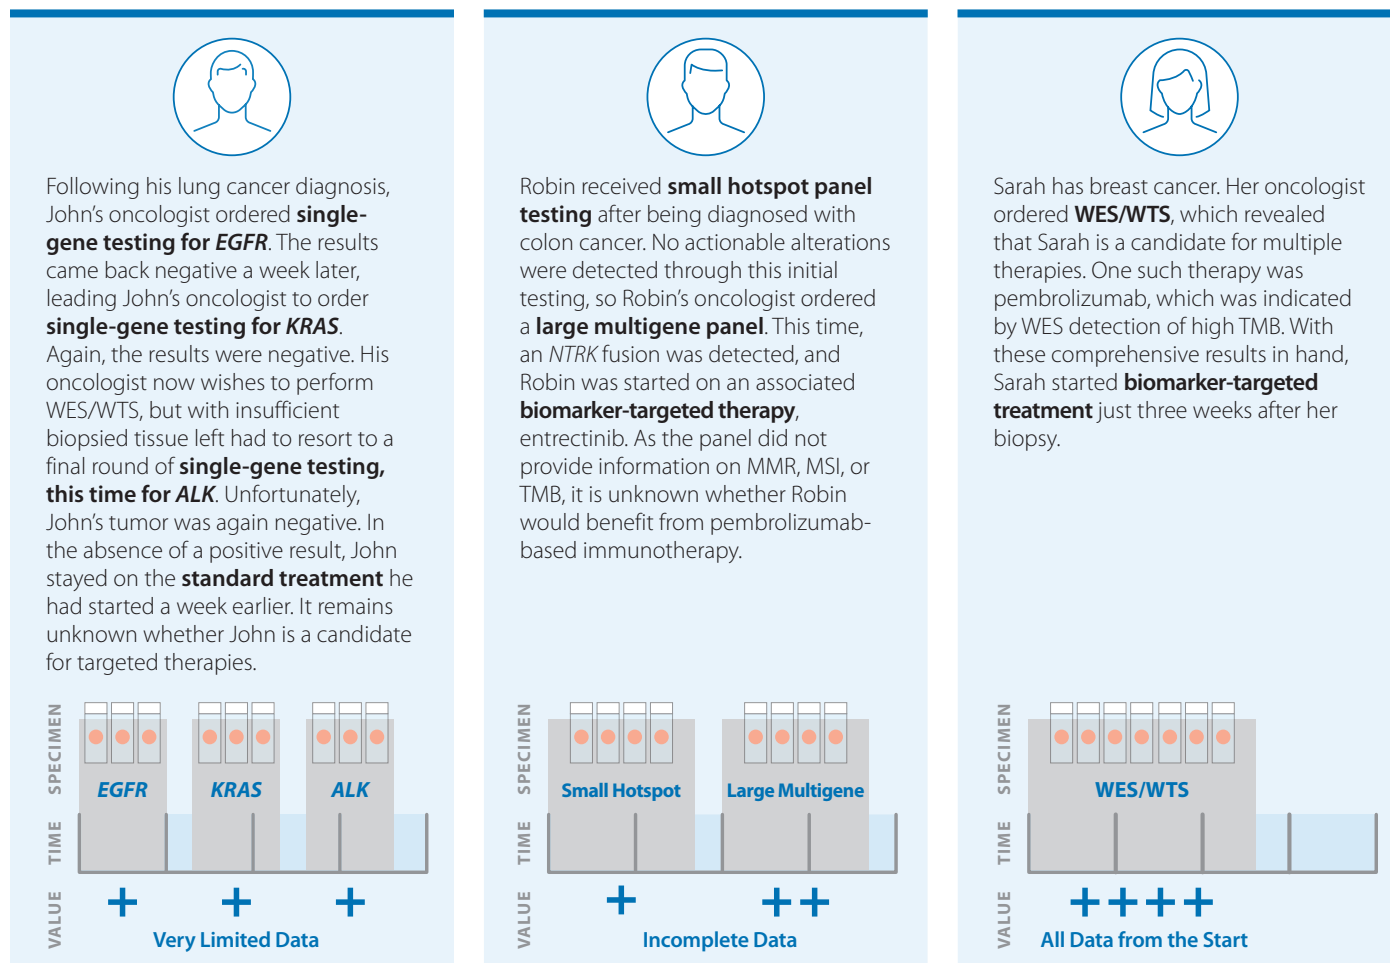 Following his lung cancer diagnosis,
John's oncologist ordered single-
gene testing for EGFR. The results
came back negative a week later,
leading John's oncologist to order
single-gene testing for KRAS.
Again, the results were negative. His
oncologist now wishes to perform
WES/WTS, but with insufficient
biopsied tissue left had to resort to a
final round of single-gene testing,
this time for ALK. Unfortunately,
John's tumor was again negative. In
the absence of a positive result, John
stayed on the standard treatment he
had started a week earlier. It remains
unknown whether John is a candidate
for targeted therapies.
SPECIMEN
EGFR
KRAS
ALK
TIME
VALUE
+
+
+
Very Limited Data
Robin received small hotspot panel
testing after being diagnosed with
colon cancer. No actionable alterations
were detected through this initial
testing, so Robin's oncologist ordered
a large multigene panel. This time,
an NTRK fusion was detected, and
Robin was started on an associated
biomarker-targeted therapy,
entrectinib. As the panel did not
provide information on MMR, MSI, or
TMB, it is unknown whether Robin
would benefit from pembrolizumab-
based immunotherapy.
SPECIMEN
Small Hotspot
Large Multigene
TIME
VALUE
+
++
Incomplete Data
Sarah has breast cancer. Her oncologist
ordered WES/WTS, which revealed
that Sarah is a candidate for multiple
therapies. One such therapy was
pembrolizumab, which was indicated
by WES detection of high TMB. With
these comprehensive results in hand,
Sarah started biomarker-targeted
treatment just three weeks after her
biopsy.
SPECIMEN
WES/WTS
TIME
VALUE
++++
All Data from the Start